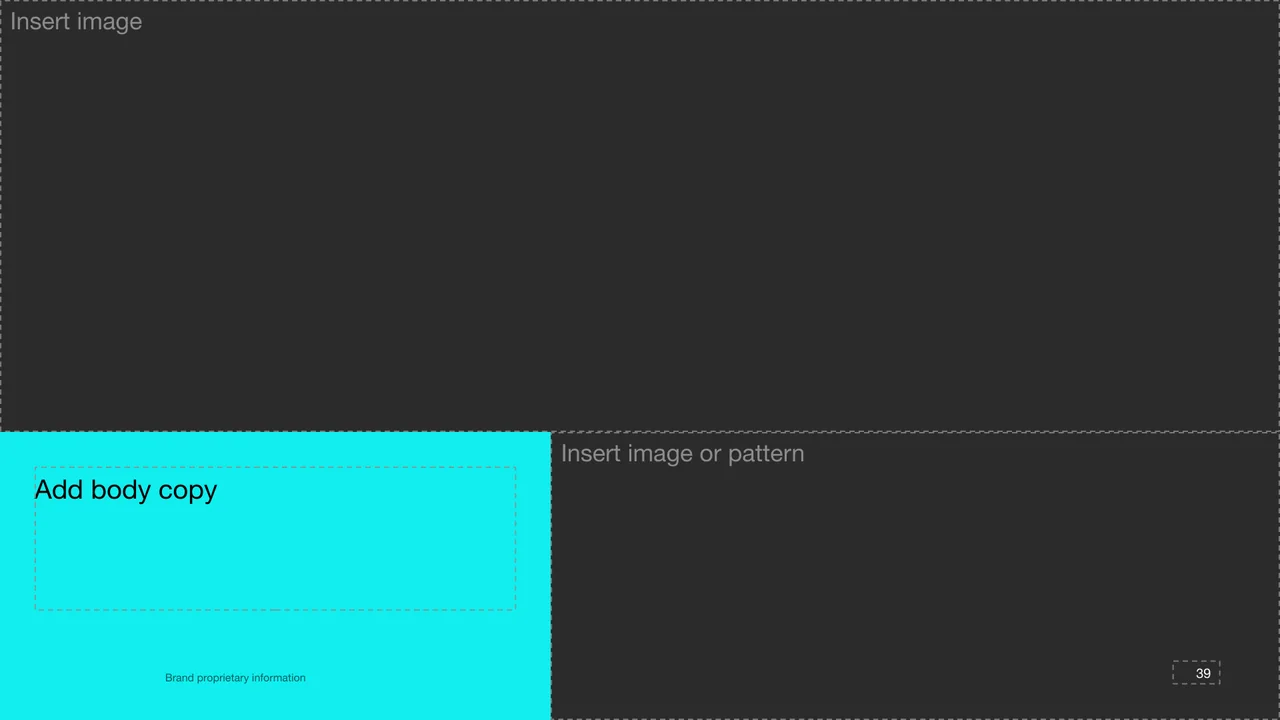 Insert image
Insert image or pattern
Add body copy
Brand proprietary information
39